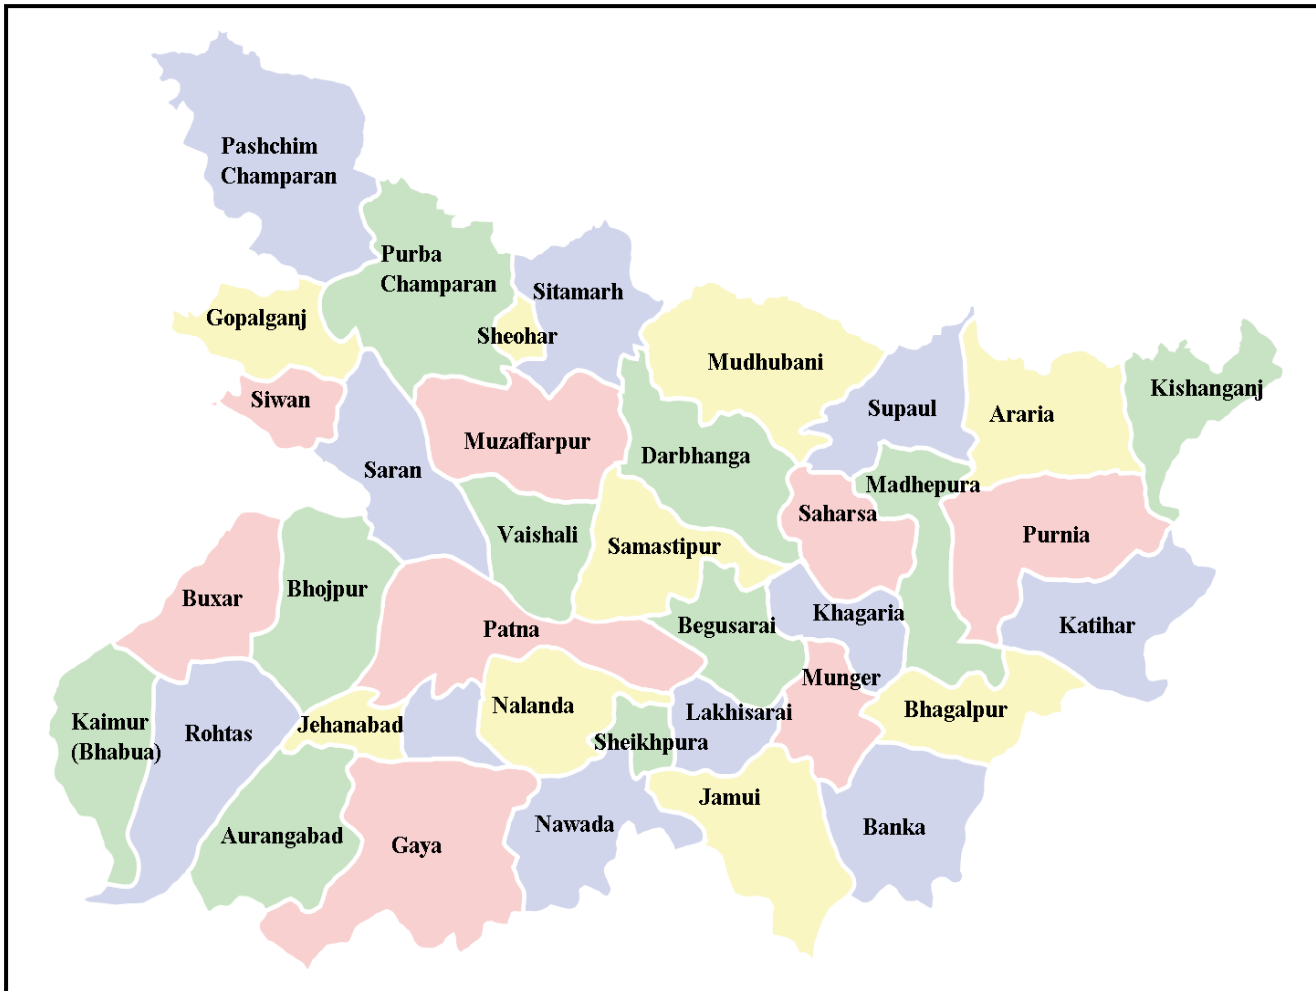 Pashchim
Champaran
Purba
Champaran
Sitamarh
Gopalganj
Sheohar
Mudhubani
Kishanganj
Siwan
Supaul
Araria
Muzaffarpur
Darbhanga
Saran
Madhepura
Saharsa
Vaishali
Purnia
Samastipur
Bhojpur
Buxar
Khagaria
Patna
Begusarai
Katihar
Munger
Nalanda
Lakhisarai
Bhagalpur
Kaimur
(Bhabua)
Rohtas
Jehanabad
Sheikhpura
Jamui
Nawada
Banka
Aurangabad
Gaya